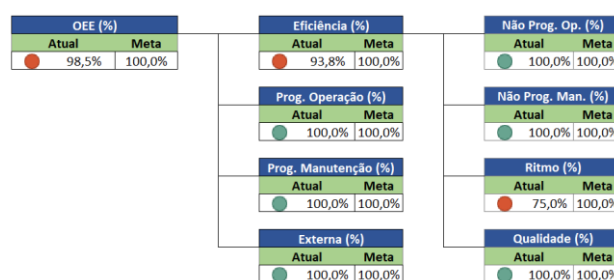 OEE (%)
Atual Meta
98,5% 100,0%
Eficiência (%)
Atual Meta
93,8% 100,0%
Prog. Operação (%)
Atual Meta
100,0% 100,0%
Prog. Manutenção (%)
Atual Meta
100,0% 100,0%
Externa (%)
Atual Meta
100,0% 100,0%
Não Prog. Op. (%)
Atual Meta
100,0% 100,0%
Não Prog. Man. (%)
Atual Meta
100,0% 100,0%
Ritmo (%)
Atual Meta
75,0% 100,0%
Qualidade (%)
Atual Meta
100,0% 100,0%